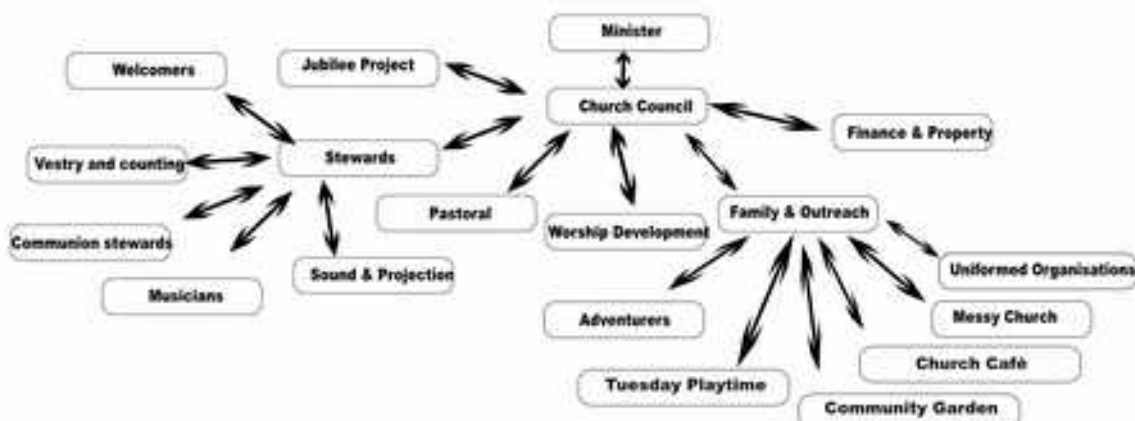 Minister
Welcomers
Jubilee Project
Church Council
Finance & Property
Vestry and counting
Stewards
Pastoral
Family & Outreach
Communion stewards
Worship Development
Sound & Projection
Uniformed Organisations
Musicians
Adventurers
Messy Church
Church Cafè
Tuesday Playtime
Community Garden